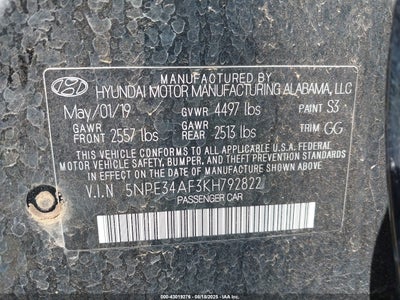 MANUFACTURED BY
HYUNDAI MOTOR MANUFACTURING ALABAMA, LLC
May/01/19 GVWR 4497 lbs PAINT S3
GAWR FRONT 2557 lbs GAWR REAR 2513 lbs TRIM GG
THIS VEHICLE CONFORMS TO ALL APPLICABLE U.S.A. FEDERAL
MOTOR VEHICLE SAFETY, BUMPER, AND THEFT PREVENTION
STANDARDS IN EFFECT ON THE DATE OF MANUFACTURE SHOWN ABOVE.
V.I.N 5NPE34AF3KH792822
PASSENGER CAR
000-43019276 - 08/18/2025 - IAA Inc.